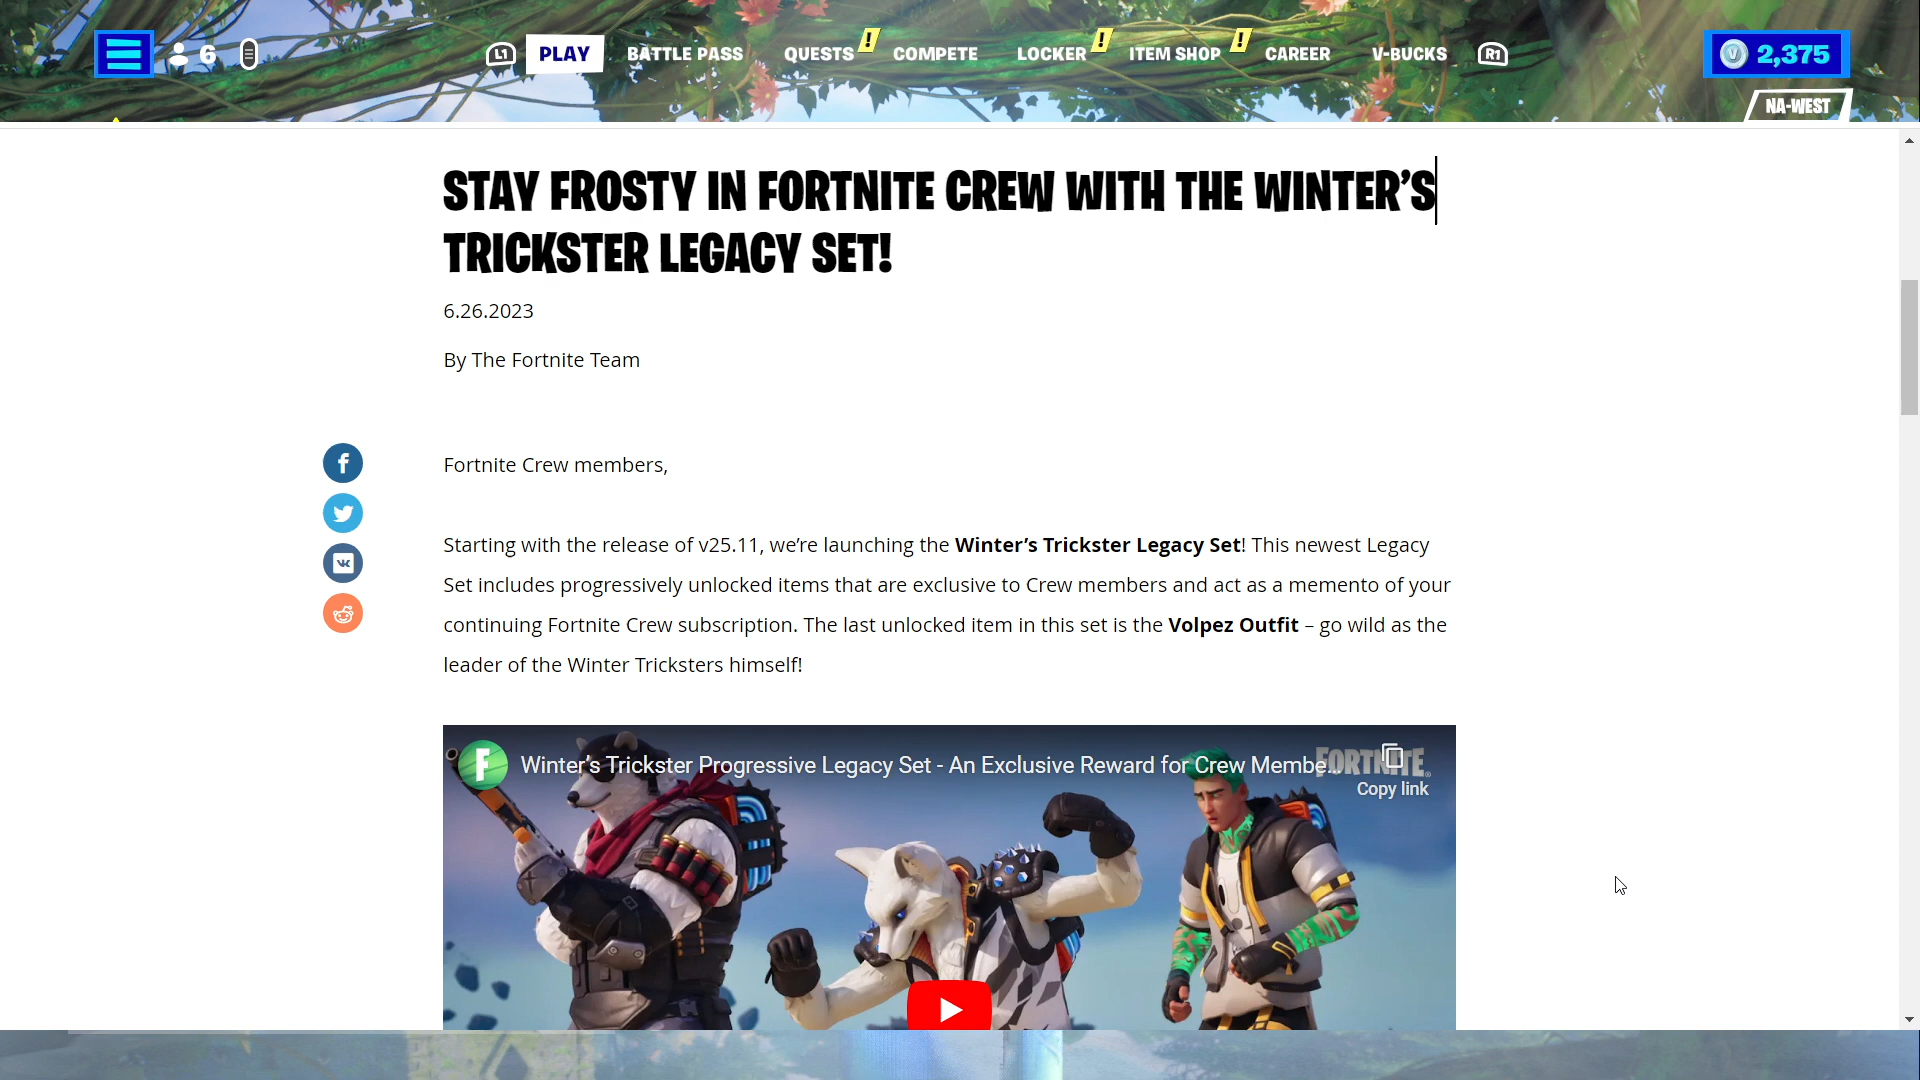 6
L1 PLAY BATTLE PASS QUESTS ! COMPETE LOCKER ! ITEM SHOP ! CAREER V-BUCKS R1
V 2,375
NA-WEST
STAY FROSTY IN FORTNITE CREW WITH THE WINTER’S
TRICKSTER LEGACY SET!
6.26.2023
By The Fortnite Team
Fortnite Crew members,
Starting with the release of v25.11, we’re launching the Winter’s Trickster Legacy Set! This newest Legacy
Set includes progressively unlocked items that are exclusive to Crew members and act as a memento of your
continuing Fortnite Crew subscription. The last unlocked item in this set is the Volpez Outfit – go wild as the
leader of the Winter Tricksters himself!
F Winter’s Trickster Progressive Legacy Set - An Exclusive Reward for Crew Membe...
FORTNITE
Copy link